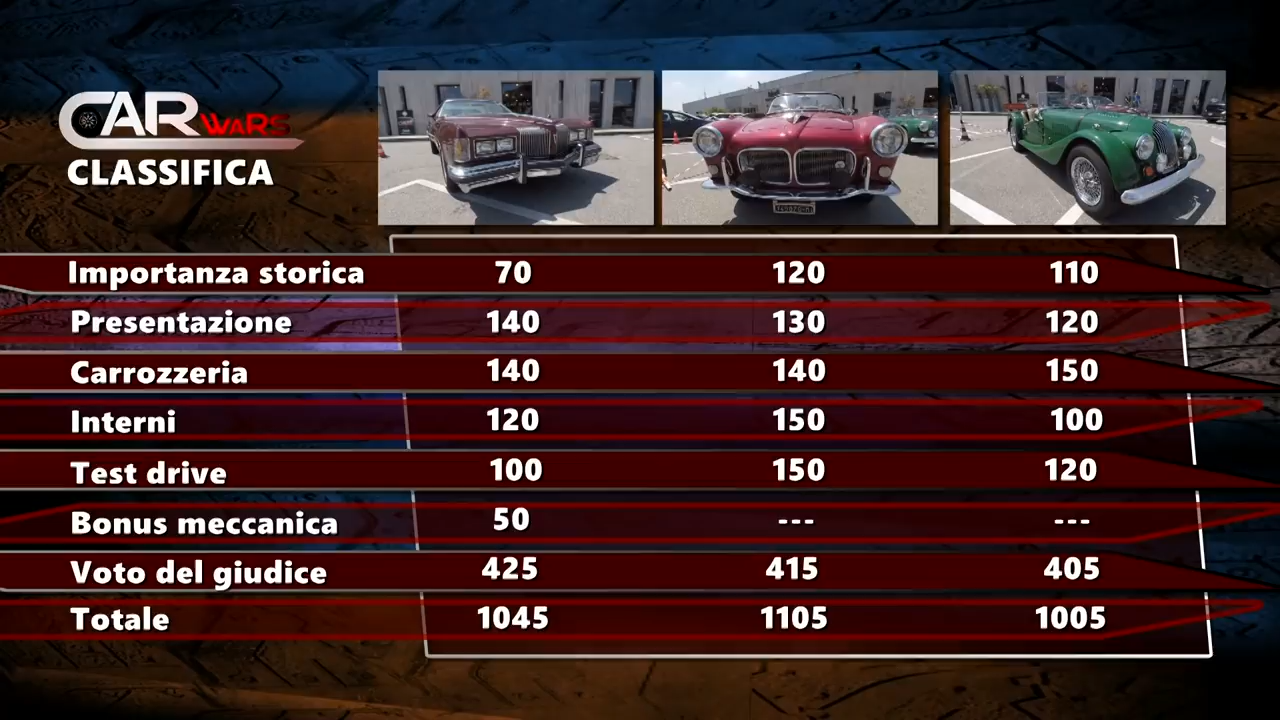 CAR WARS
CLASSIFICA
Importanza storica 70 120 110
Presentazione 140 130 120
Carrozzeria 140 140 150
Interni 120 150 100
Test drive 100 150 120
Bonus meccanica 50 --- ---
Voto del giudice 425 415 405
Totale 1045 1105 1005